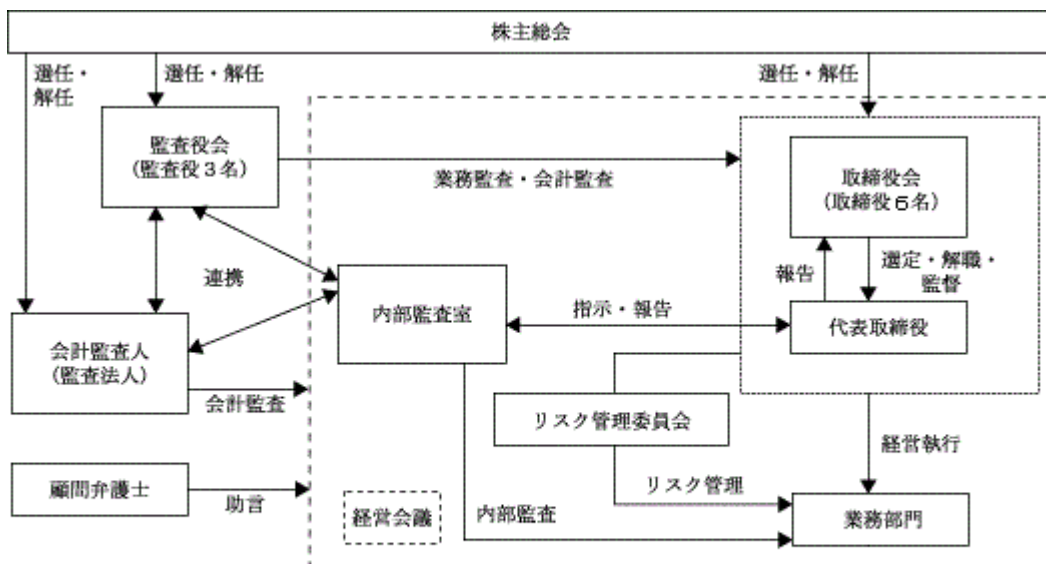 株主総会
選任・
解任
選任・解任
選任・解任
監査役会
(監査役3名)
業務監査・会計監査
取締役会
(取締役6名)
連携
報告
選定・解職・
監督
内部監査室
指示・報告
代表取締役
会計監査人
(監査法人)
会計監査
リスク管理委員会
経営執行
顧問弁護士
助言
経営会議
内部監査
リスク管理
業務部門